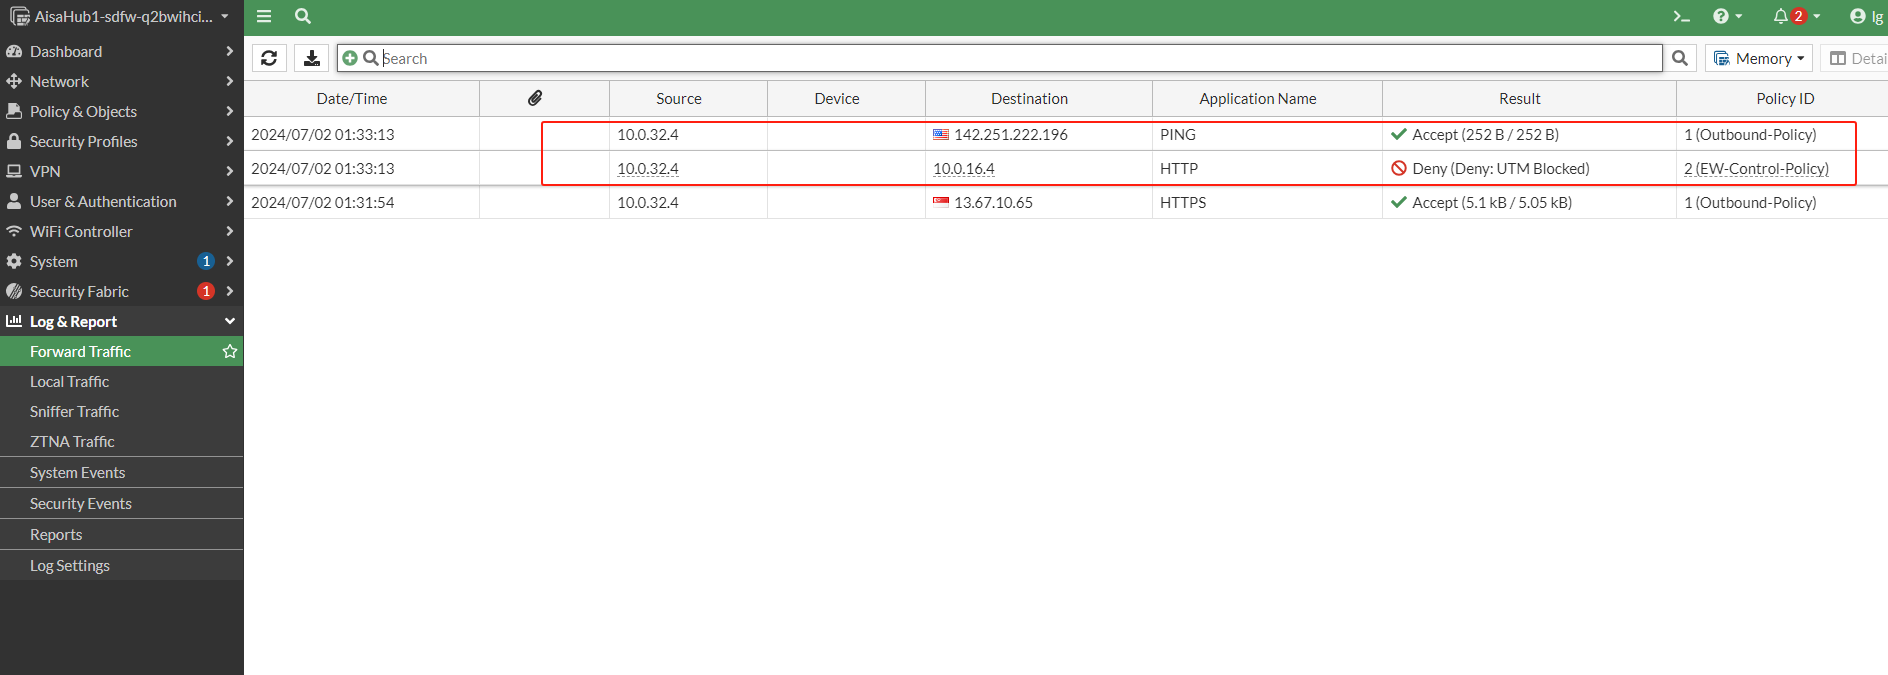 AisaHub1-sdfw-q2bwihci...
2
lg
Dashboard
Network
Policy & Objects
Security Profiles
VPN
User & Authentication
WiFi Controller
System 1
Security Fabric 1
Log & Report
Forward Traffic
Local Traffic
Sniffer Traffic
ZTNA Traffic
System Events
Security Events
Reports
Log Settings
Search
Memory
Detai
Date/Time Source Device Destination Application Name Result Policy ID
2024/07/02 01:33:13 10.0.32.4 142.251.222.196 PING Accept (252 B / 252 B) 1 (Outbound-Policy)
2024/07/02 01:33:13 10.0.32.4 10.0.16.4 HTTP Deny (Deny: UTM Blocked) 2 (EW-Control-Policy)
2024/07/02 01:31:54 10.0.32.4 13.67.10.65 HTTPS Accept (5.1 kB / 5.05 kB) 1 (Outbound-Policy)